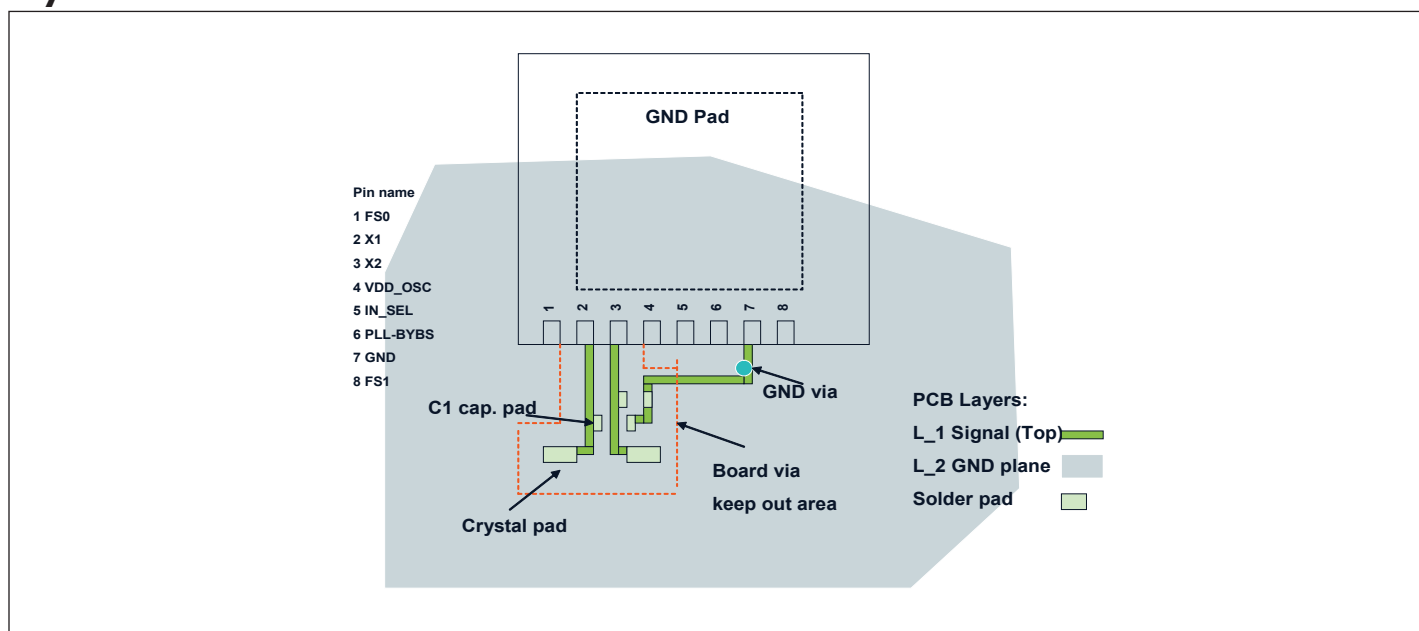 GND Pad
Pin name
1 FS0
2 X1
3 X2
4 VDD_OSC
5 IN_SEL
6 PLL-BYBS
7 GND
8 FS1
1 2 3 4 5 6 7 8
GND via
C1 cap. pad
Board via
keep out area
Crystal pad
PCB Layers:
L_1 Signal (Top)
L_2 GND plane
Solder pad